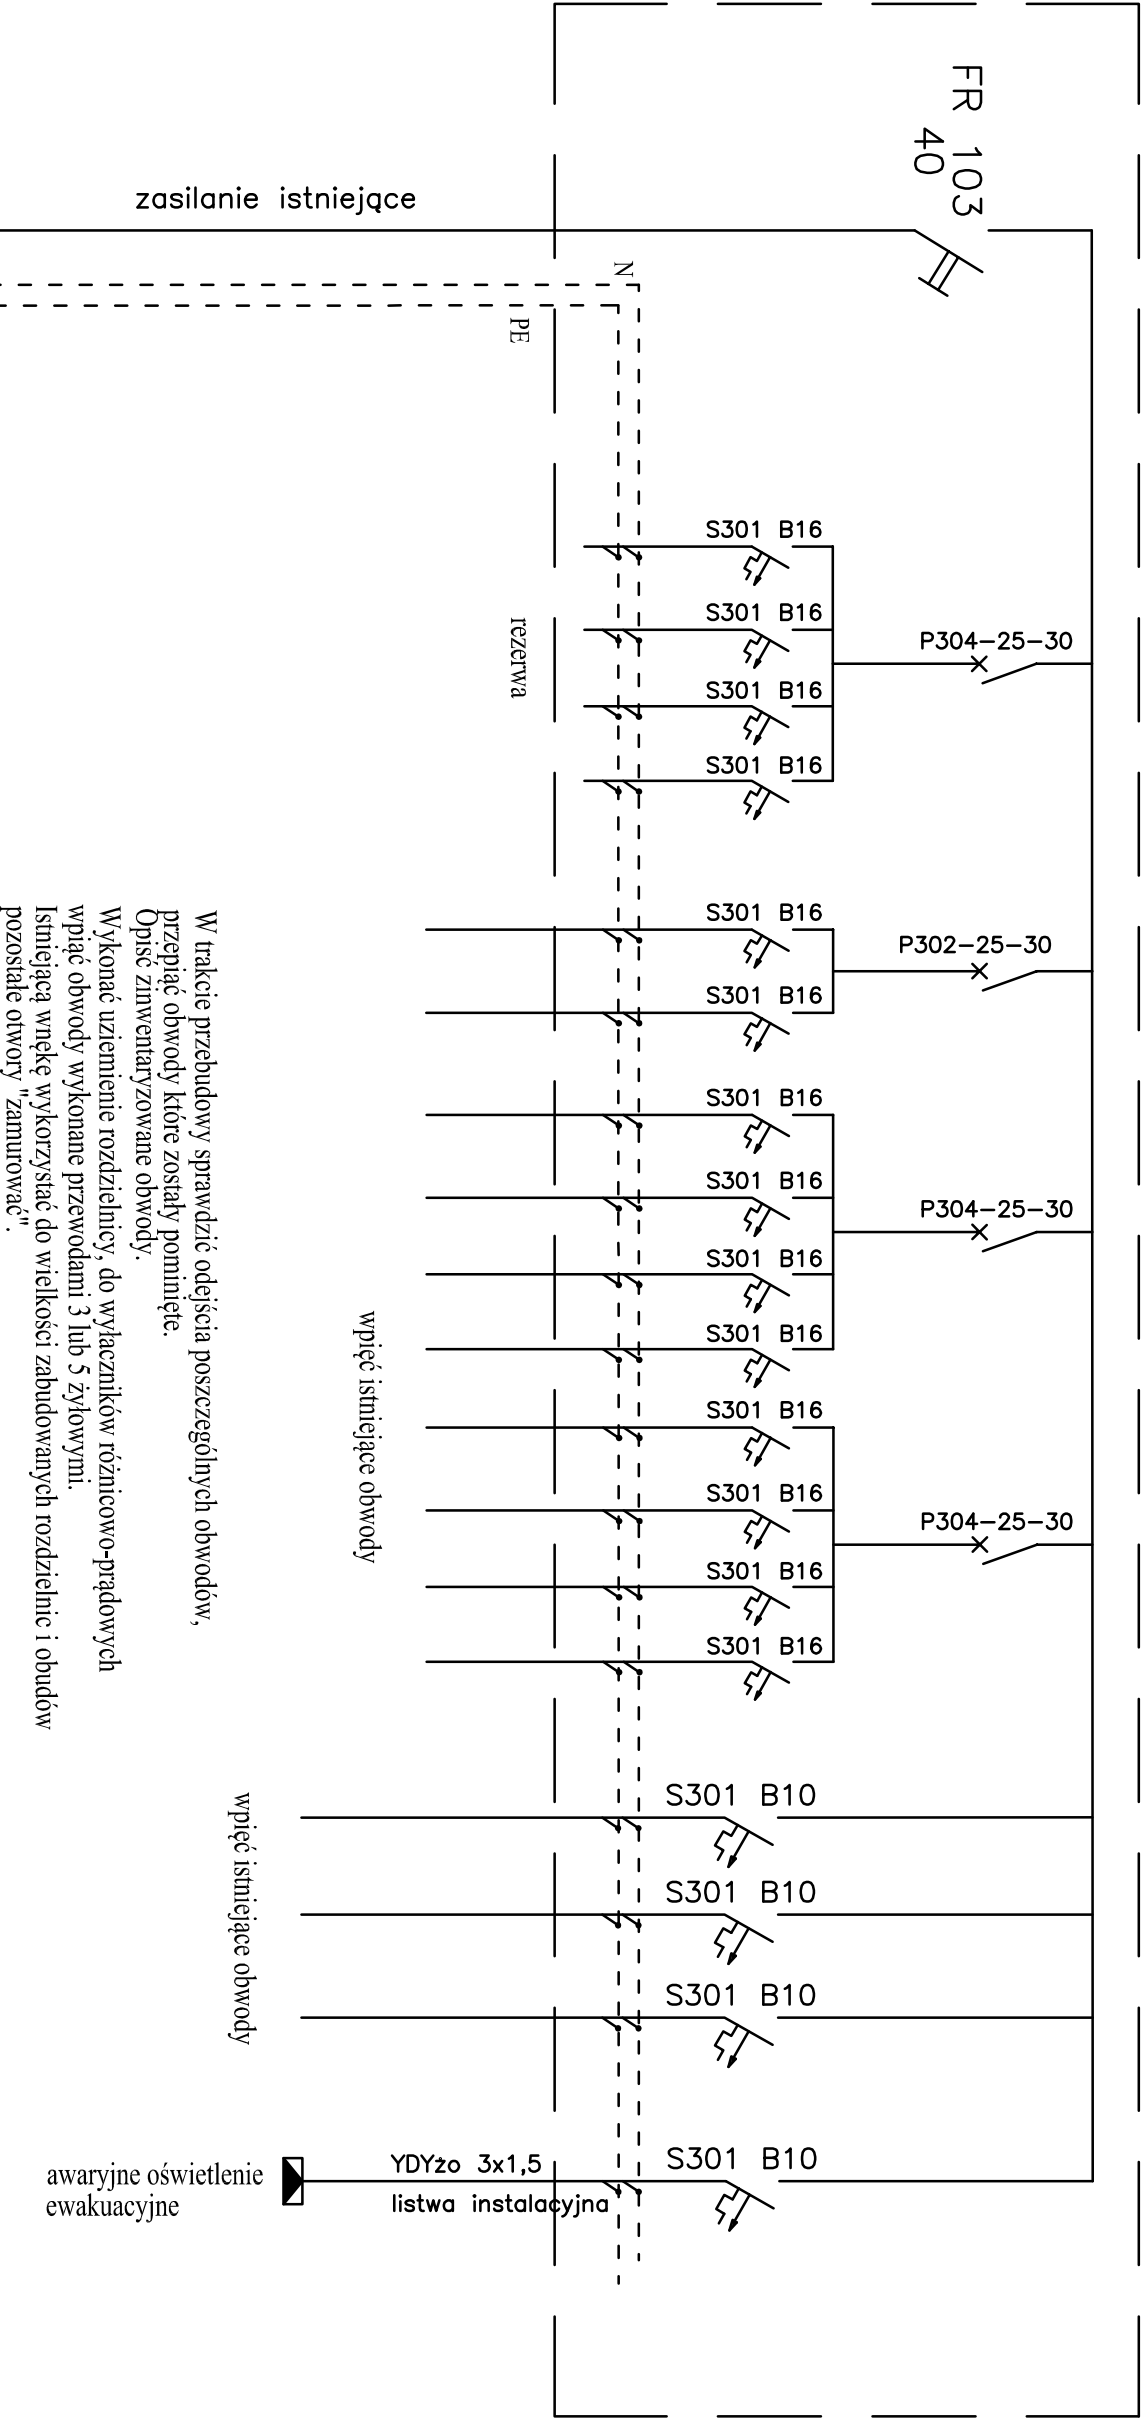 FR 103
40
zasilanie istniejące
N
PE
S301 B16
S301 B16
S301 B16
S301 B16
P304-25-30
rezerwa
S301 B16
S301 B16
P302-25-30
S301 B16
S301 B16
S301 B16
S301 B16
P304-25-30
S301 B16
S301 B16
S301 B16
S301 B16
P304-25-30
wpięć istniejące obwody
W trakcie przebudowy sprawdzić odejścia poszczególnych obwodów,
przepiąć obwody które zostały pominięte.
Opisć zinwentaryzowane obwody.
Wykonać uziemienie rozdzielnicy, do wyłaczników różnicowo-prądowych
wpiąć obwody wykonane przewodami 3 lub 5 żyłowymi.
Istniejącą wnękę wykorzystać do wielkości zabudowanych rozdzielnic i obudów
pozostałe otwory "zamurować".
S301 B10
S301 B10
S301 B10
wpięć istniejące obwody
S301 B10
YDYżo 3x1,5
listwa instalacyjna
awaryjne oświetlenie
ewakuacyjne